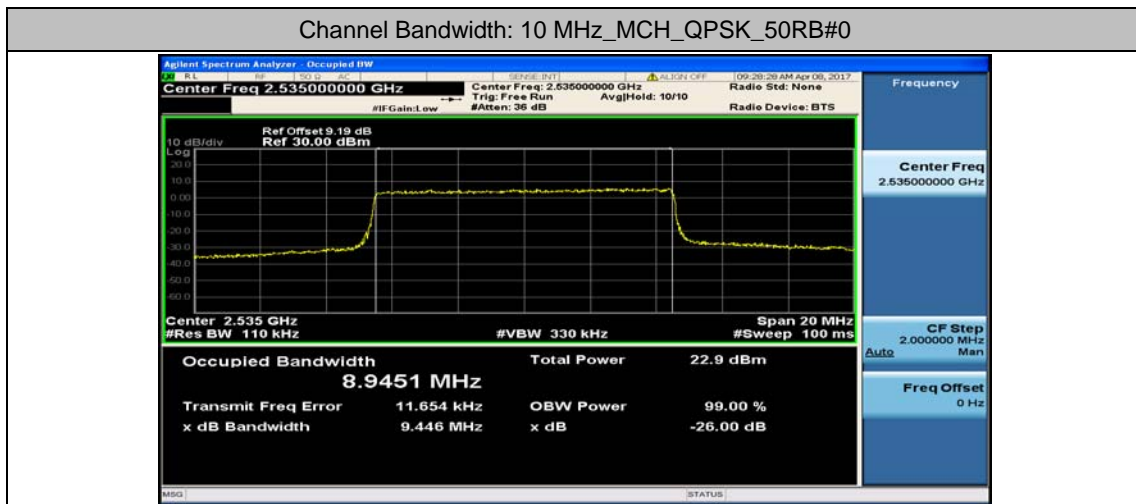 Channel Bandwidth: 10 MHz_MCH_QPSK_50RB#0
Agilent Spectrum Analyzer - Occupied BW
RL RF 50 Ω AC SENSE:INT ALIGN OFF 09:28:28 AM Apr 08, 2017
Center Freq 2.535000000 GHz Center Freq: 2.535000000 GHz Radio Std: None
Trig: Free Run Avg|Hold: 10/10
#IFGain:Low #Atten: 36 dB Radio Device: BTS
Frequency
Ref Offset 9.19 dB
10 dB/div Ref 30.00 dBm
Log
20.0
10.0
0.00
-10.0
-20.0
-30.0
-40.0
-50.0
-60.0
Center Freq
2.535000000 GHz
Center 2.535 GHz Span 20 MHz
#Res BW 110 kHz #VBW 330 kHz #Sweep 100 ms
CF Step
2.000000 MHz
Auto Man
Freq Offset
0 Hz
Occupied Bandwidth Total Power 22.9 dBm
8.9451 MHz
Transmit Freq Error 11.654 kHz OBW Power 99.00 %
x dB Bandwidth 9.446 MHz x dB -26.00 dB
MSG STATUS